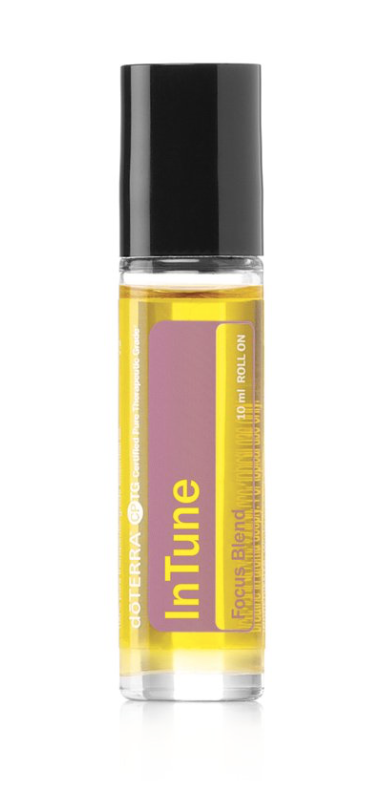 dōTERRA CPTG Certified Pure Therapeutic Grade
InTune
Focus Blend
10 ml ROLL ON